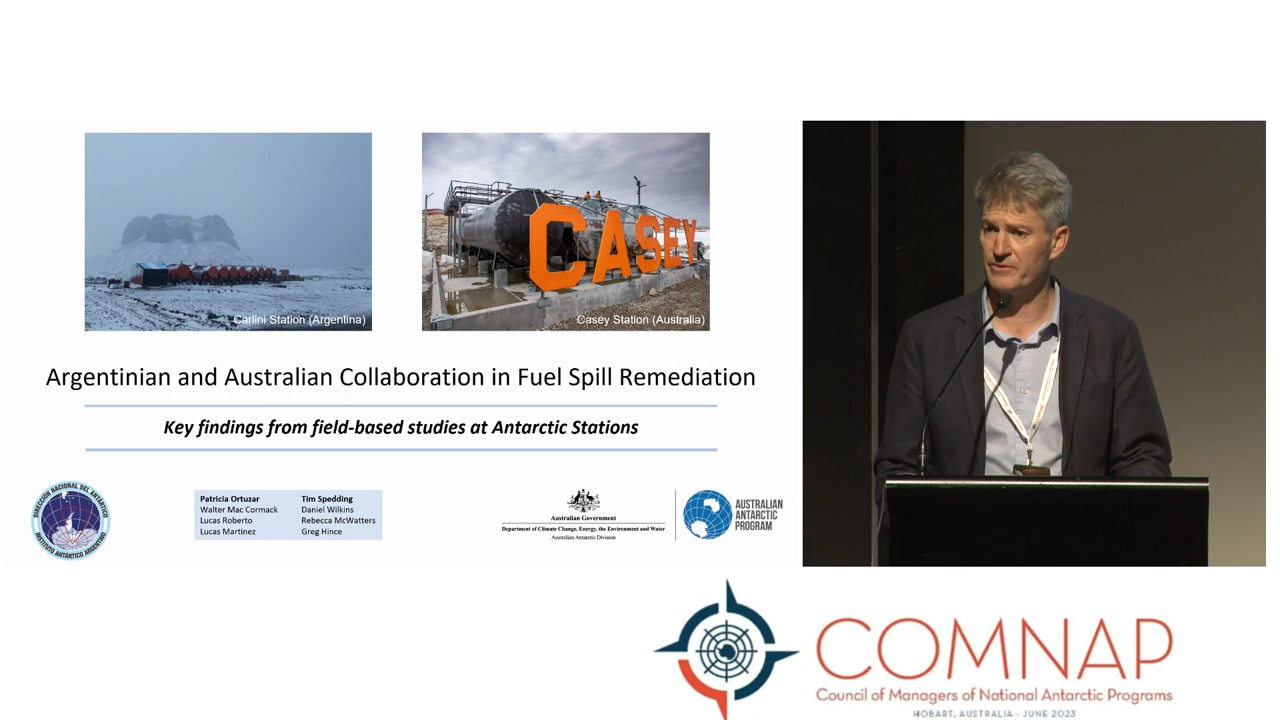 Carlini Station (Argentina)
CASEY
Casey Station (Australia)
Argentinian and Australian Collaboration in Fuel Spill Remediation
Key findings from field-based studies at Antarctic Stations
DIRECCIÓN NACIONAL DEL ANTÁRTICO
INSTITUTO ANTÁRTICO ARGENTINO
Patricia Ortuzar
Walter Mac Cormack
Lucas Roberto
Lucas Martinez
Tim Spedding
Daniel Wilkins
Rebecca McWatters
Greg Hince
Australian Government
Department of Climate Change, Energy, the Environment and Water
Australian Antarctic Division
AUSTRALIAN
ANTARCTIC
PROGRAM
COMNAP
Council of Managers of National Antarctic Programs
HOBART, AUSTRALIA - JUNE 2023